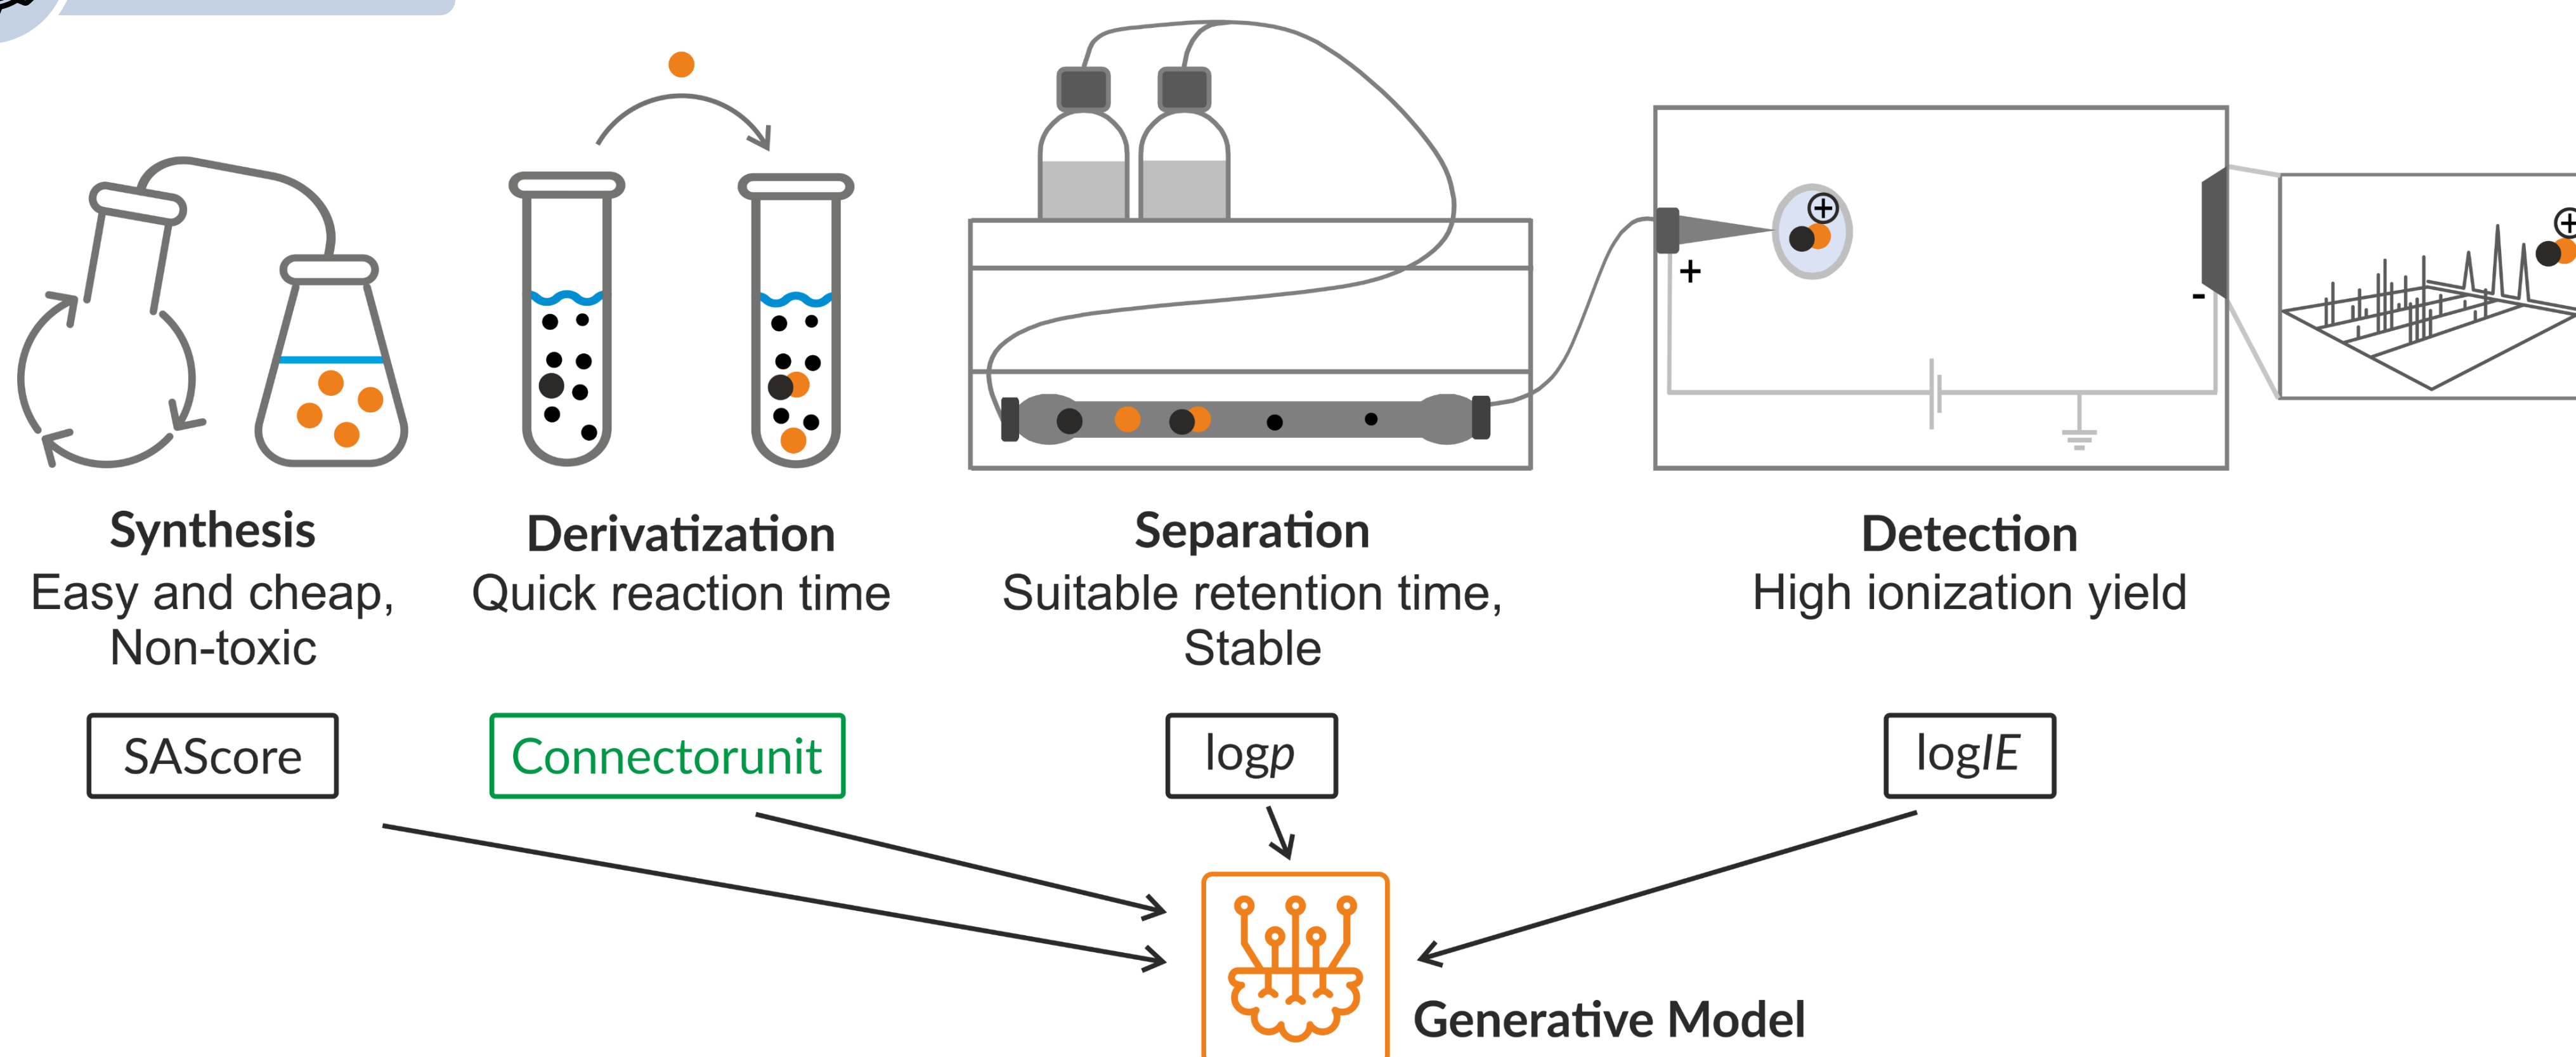 +
-
Synthesis
Easy and cheap,
Non-toxic
Derivatization
Quick reaction time
Separation
Suitable retention time,
Stable
Detection
High ionization yield
SAScore
Connectorunit
logp
logIE
Generative Model